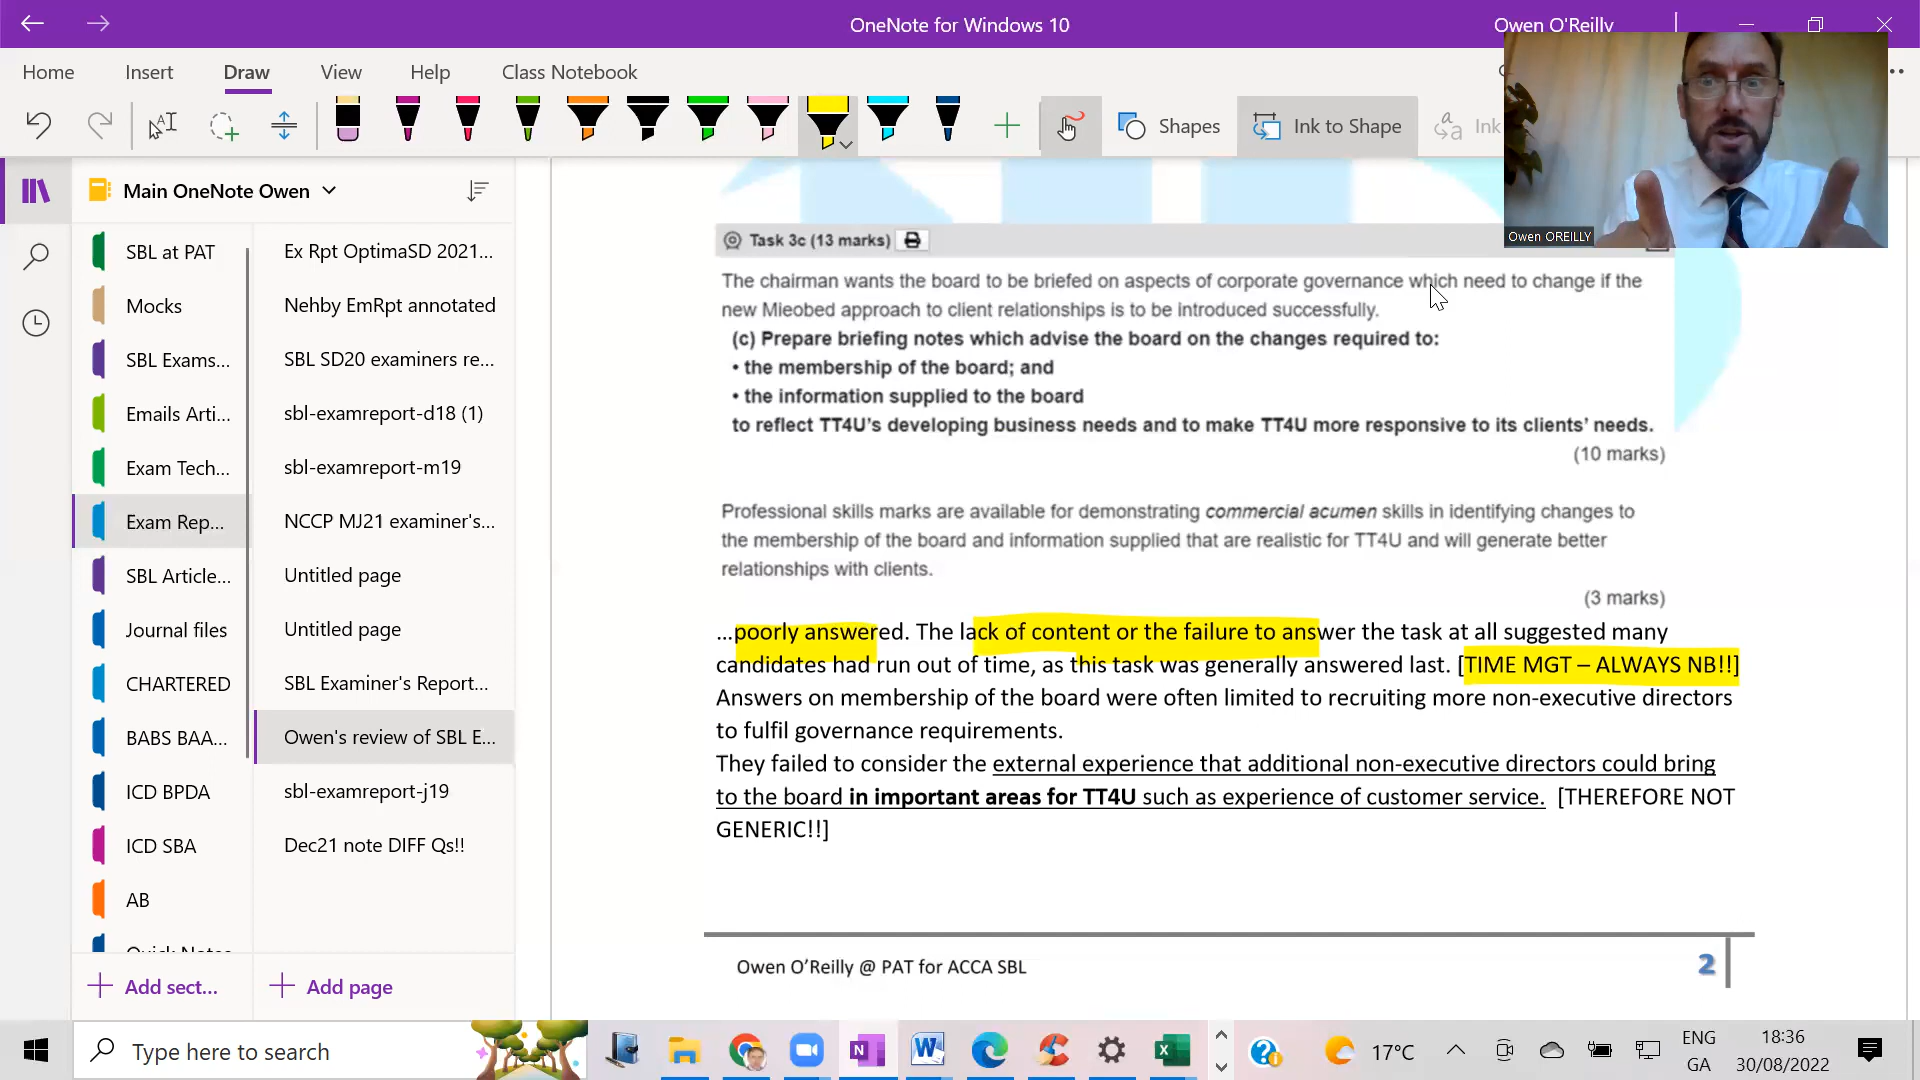 OneNote for Windows 10
Owen O'Reilly
Home
Insert
Draw
View
Help
Class Notebook
Shapes
Ink to Shape
Ink
Owen OREILLY
Main OneNote Owen
SBL at PAT
Mocks
SBL Exams...
Emails Arti...
Exam Tech...
Exam Rep...
SBL Article...
Journal files
CHARTERED
BABS BAA...
ICD BPDA
ICD SBA
AB
Quick Notes
Add sect...
Ex Rpt OptimaSD 2021...
Nehby EmRpt annotated
SBL SD20 examiners re...
sbl-examreport-d18 (1)
sbl-examreport-m19
NCCP MJ21 examiner's...
Untitled page
Untitled page
SBL Examiner's Report...
Owen's review of SBL E...
sbl-examreport-j19
Dec21 note DIFF Qs!!
Add page
Task 3c (13 marks)
The chairman wants the board to be briefed on aspects of corporate governance which need to change if the
new Mieobed approach to client relationships is to be introduced successfully.
(c) Prepare briefing notes which advise the board on the changes required to:
• the membership of the board; and
• the information supplied to the board
to reflect TT4U's developing business needs and to make TT4U more responsive to its clients' needs.
(10 marks)
Professional skills marks are available for demonstrating commercial acumen skills in identifying changes to
the membership of the board and information supplied that are realistic for TT4U and will generate better
relationships with clients.
(3 marks)
...poorly answered. The lack of content or the failure to answer the task at all suggested many
candidates had run out of time, as this task was generally answered last. [TIME MGT – ALWAYS NB!!]
Answers on membership of the board were often limited to recruiting more non-executive directors
to fulfil governance requirements.
They failed to consider the external experience that additional non-executive directors could bring
to the board in important areas for TT4U such as experience of customer service. [THEREFORE NOT
GENERIC!!]
Owen O'Reilly @ PAT for ACCA SBL
2
Type here to search
17°C
ENG
GA
18:36
30/08/2022